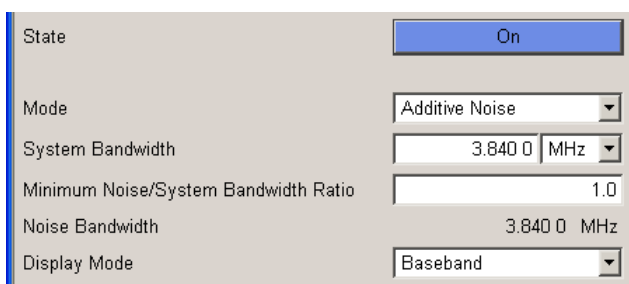 State On
Mode Additive Noise
System Bandwidth 3.840 0 MHz
Minimum Noise/System Bandwidth Ratio 1.0
Noise Bandwidth 3.840 0 MHz
Display Mode Baseband